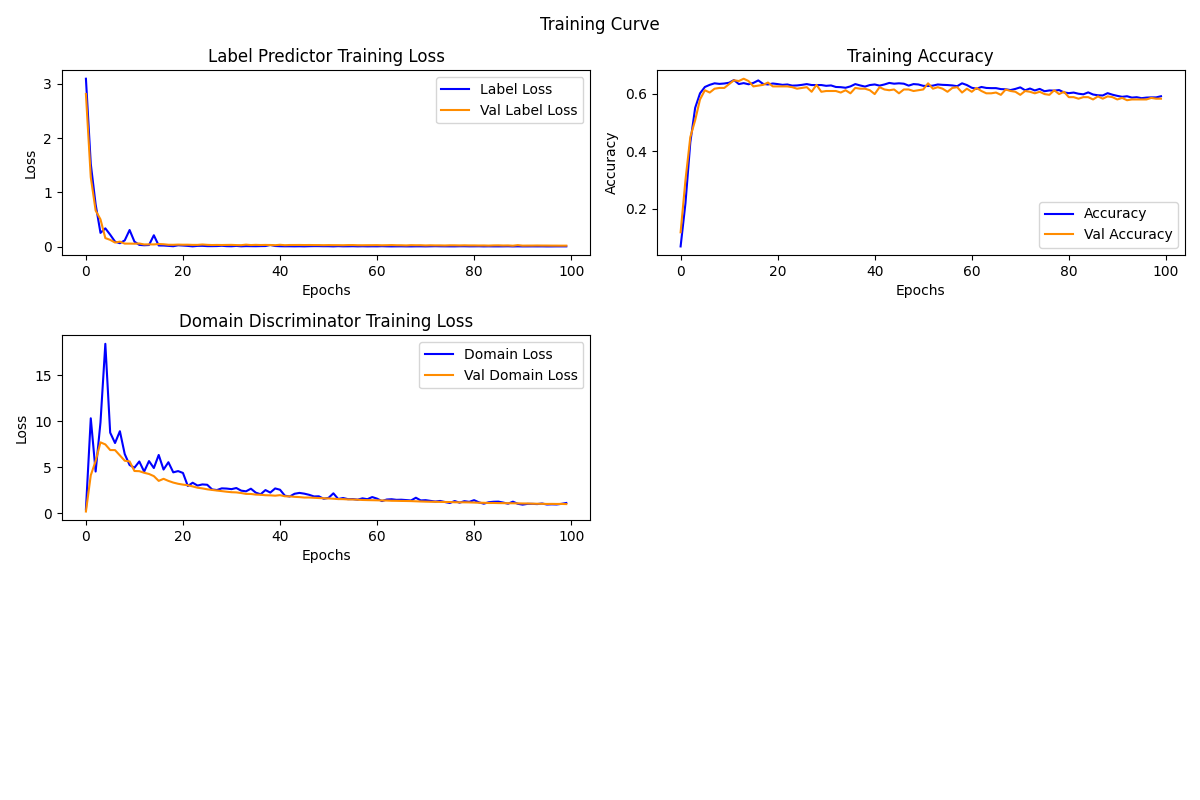 Training Curve
Label Predictor Training Loss
Label Loss
Val Label Loss
Loss
3
2
1
0
0 20 40 60 80 100
Epochs
Training Accuracy
Accuracy
Val Accuracy
Accuracy
0.6
0.4
0.2
0 20 40 60 80 100
Epochs
Domain Discriminator Training Loss
Domain Loss
Val Domain Loss
Loss
15
10
5
0
0 20 40 60 80 100
Epochs